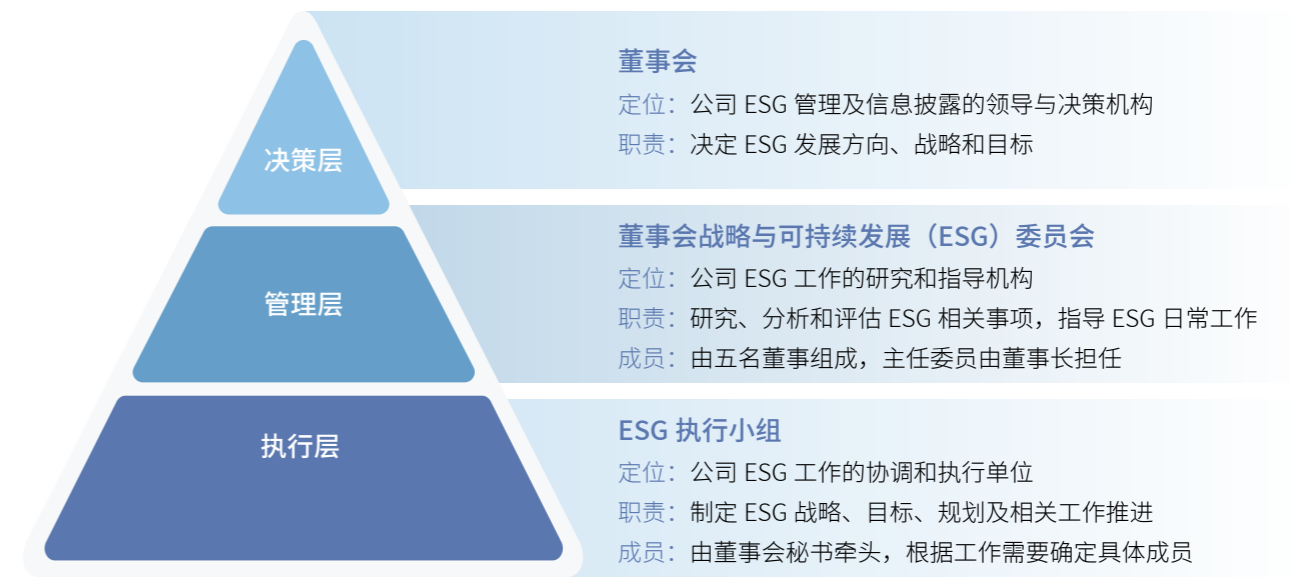 决策层
董事会
定位：公司 ESG 管理及信息披露的领导与决策机构
职责：决定 ESG 发展方向、战略和目标
管理层
董事会战略与可持续发展（ESG）委员会
定位：公司 ESG 工作的研究和指导机构
职责：研究、分析和评估 ESG 相关事项，指导 ESG 日常工作
成员：由五名董事组成，主任委员由董事长担任
执行层
ESG 执行小组
定位：公司 ESG 工作的协调和执行单位
职责：制定 ESG 战略、目标、规划及相关工作推进
成员：由董事会秘书牵头，根据工作需要确定具体成员